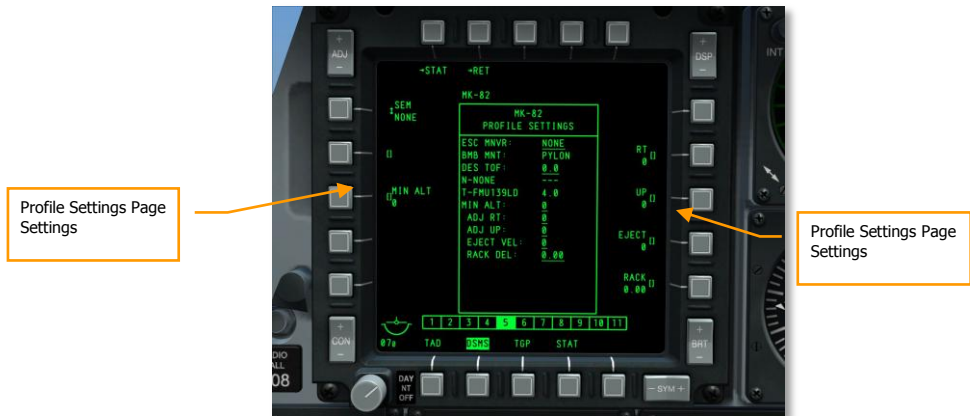 Profile Settings Page
Settings
Profile Settings Page
Settings
+
ADJ
-
+
DSP
-
INT
→STAT →RET
MK-82
SEM
NONE
MK-82
PROFILE SETTINGS
ESC MNVR: NONE
BMB MNT: PYLON
DES TOF: 0.0
N-NONE ---
T-FMU139LD 4.0
MIN ALT: 0
ADJ RT: 0
ADJ UP: 0
EJECT VEL: 0
RACK DEL: 0.00
[]
[]MIN ALT
0
RT []
0
UP []
0
EJECT []
0
RACK []
0.00
1 2 3 4 5 6 7 8 9 10 11
07a TAD DSMS TGP STAT
+
CON
-
+
BRT
-
08
DAY
NT
OFF
- SYM +